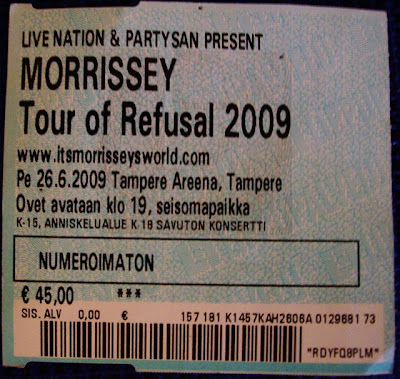 LIVE NATION & PARTYSAN PRESENT
MORRISSEY
Tour of Refusal 2009
www.itsmorrisseysworld.com
Pe 26.6.2009 Tampere Areena, Tampere
Ovet avataan klo 19, seisomapaikka
K-15, ANNISKELUALUE K 18 SAVUTON KONSERTTI
NUMEROIMATON
€ 45,00 ***
SIS. ALV 0,00 € 157 181 K1457KAH2606A 0129681 73
"RDYFQ8PLM"